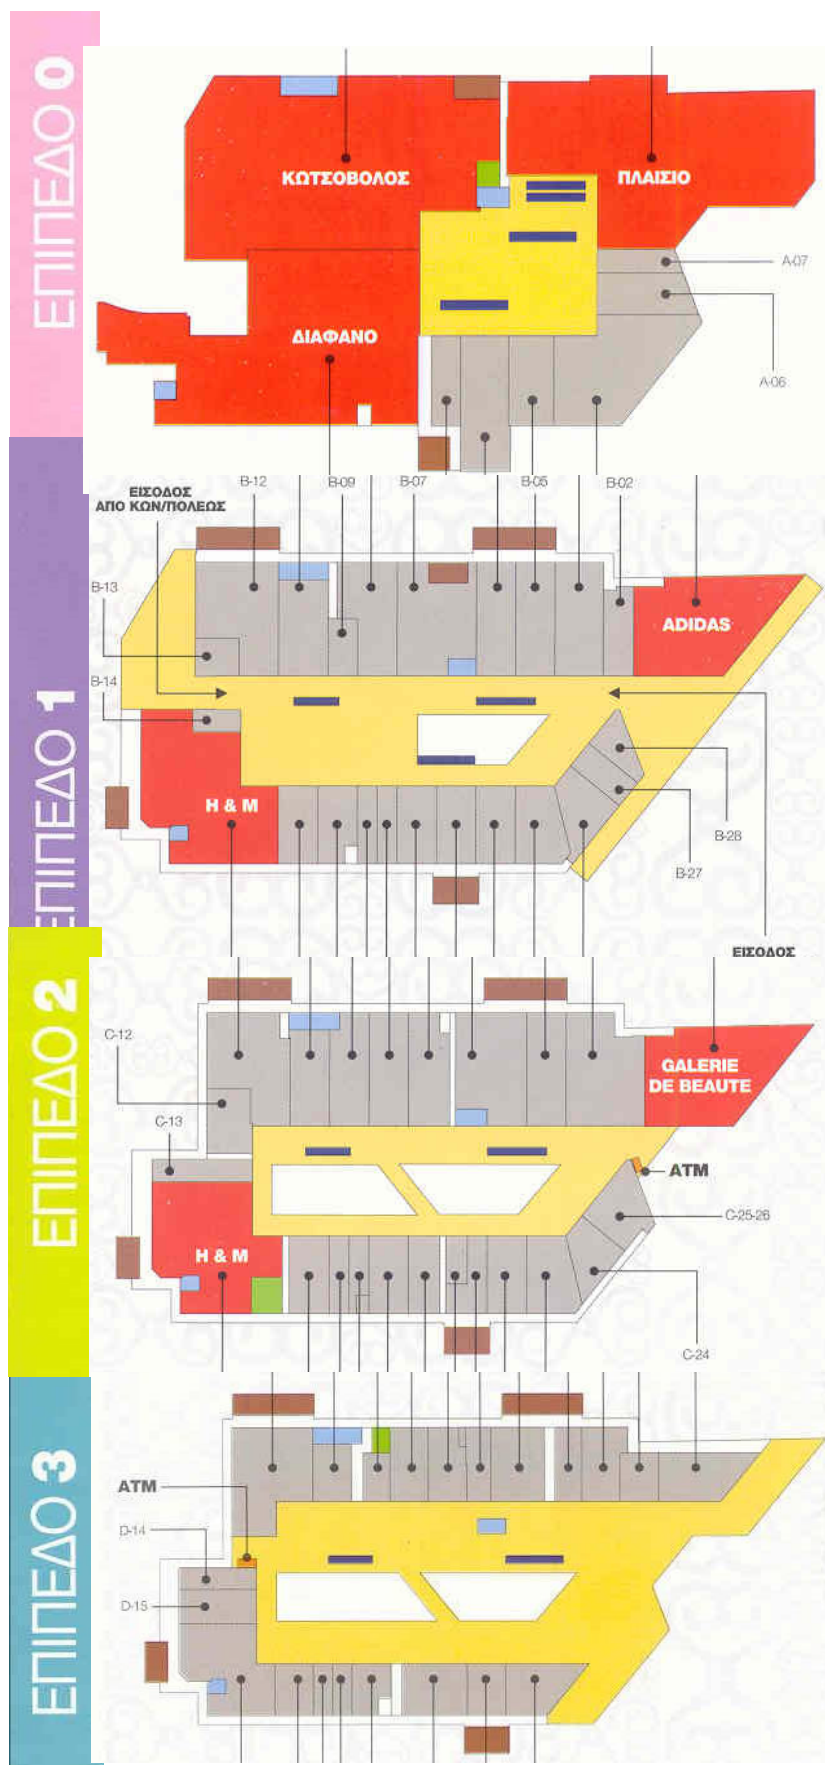 ΕΠΙΠΕΔΟ 0
ΚΩΤΣΟΒΟΛΟΣ
ΠΛΑΙΣΙΟ
A-07
ΔΙΑΦΑΝΟ
A-06
ΕΠΙΠΕΔΟ 1
ΕΙΣΟΔΟΣ
ΑΠΟ ΚΩΝ/ΠΟΛΕΩΣ
B-12
B-09
B-07
B-05
B-02
B-13
ADIDAS
B-14
H & M
B-28
B-27
ΕΙΣΟΔΟΣ
ΕΠΙΠΕΔΟ 2
C-12
GALERIE
DE BEAUTE
C-13
ATM
C-25-26
H & M
C-24
ΕΠΙΠΕΔΟ 3
ATM
D-14
D-15